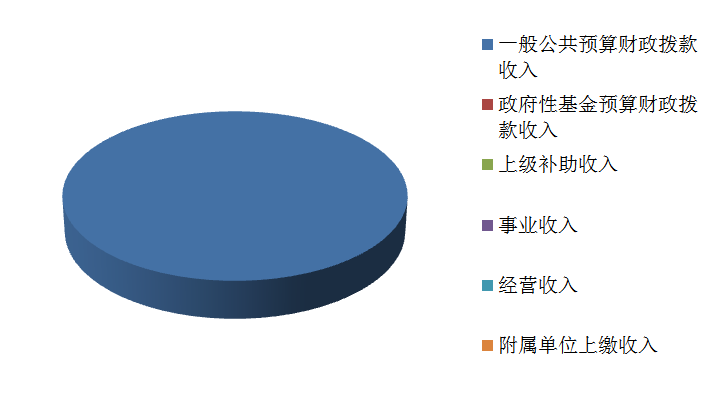 一般公共预算财政拨款
收入
政府性基金预算财政拨
款收入
上级补助收入
事业收入
经营收入
附属单位上缴收入